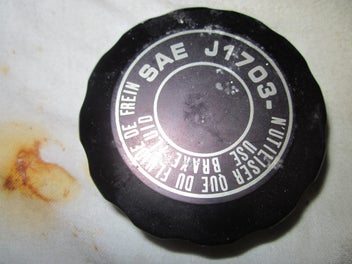 SAE J1703-
N'UTILISER QUE DU FLUIDE DE FREIN
USE BRAKE FLUID